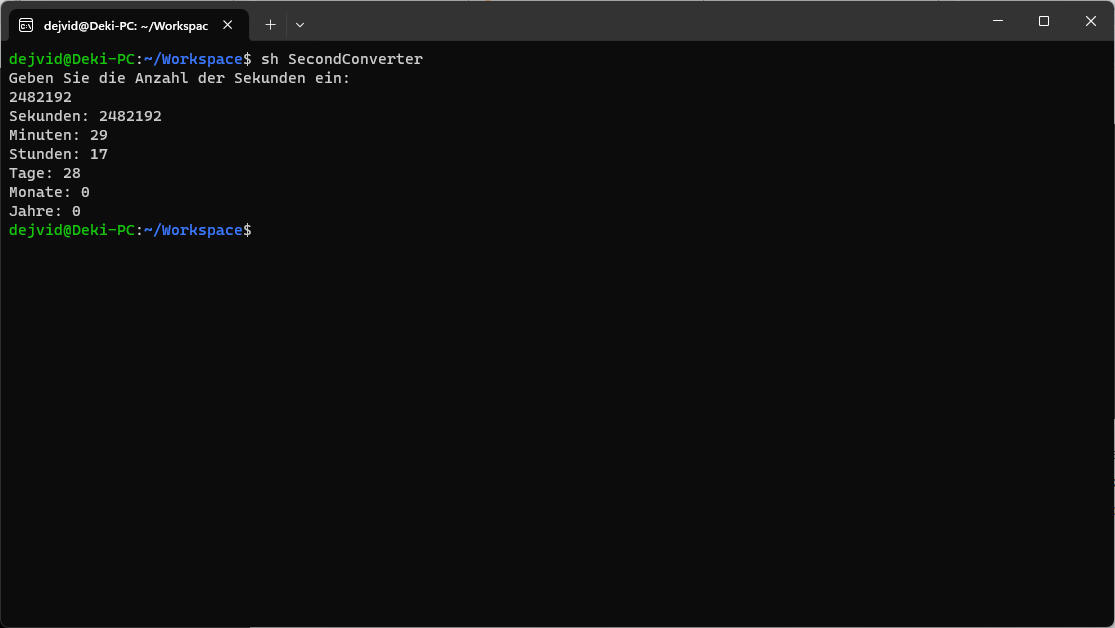 dejvid@Deki-PC: ~/Workspac
dejvid@Deki-PC:~/Workspace$ sh SecondConverter
Geben Sie die Anzahl der Sekunden ein:
2482192
Sekunden: 2482192
Minuten: 29
Stunden: 17
Tage: 28
Monate: 0
Jahre: 0
dejvid@Deki-PC:~/Workspace$